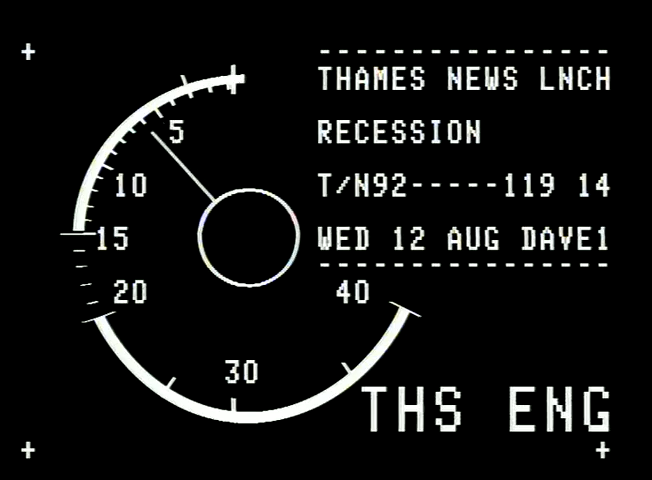 ----------------
THAMES NEWS LNCH
RECESSION
T/N92-----119 14
WED 12 AUG DAVE1
----------------
5
10
15
20
30
40
THS ENG